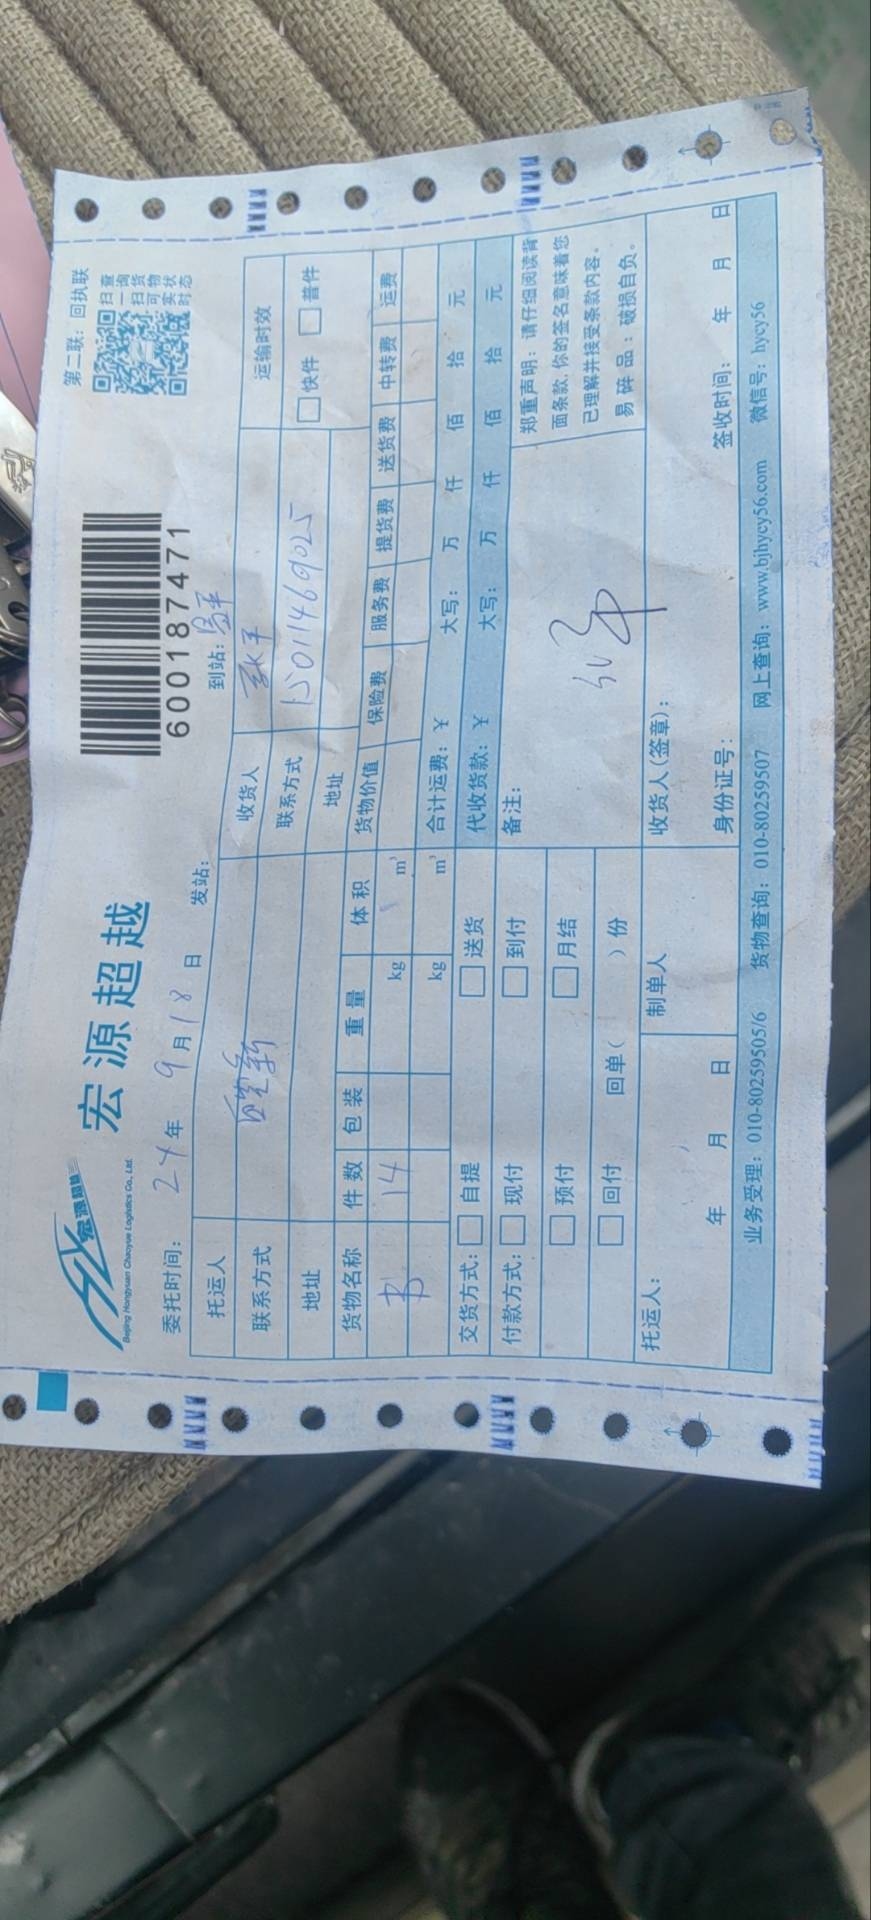 第二联：回执联
扫一扫可实时
查询货物状态
宏源超越
宏源超越
Beijing Hongyuan Chaoyue Logistics Co., Ltd.
600187471
委托时间： 24年 9月18日 发站： 到站：
托运人 收货人 运输时效
联系方式 联系方式 15011469025 快件 普件
地址 地址
货物名称 件数 包装 重量 体积 货物价值 保险费 服务费 提货费 送货费 中转费 运费
书 14 kg m³
kg m³ 合计运费：¥ 大写： 万 仟 佰 拾 元
交货方式： 自提 送货 代收货款：¥ 大写： 万 仟 佰 拾 元
付款方式： 现付 到付 备注：
预付 月结
回付 回单( )份
郑重声明：请仔细阅读背
面条款,你的签名意味着您
已理解并接受条款内容。
易碎品：破损自负。
托运人： 制单人 收货人(签章)：
年 月 日 身份证号： 签收时间： 年 月 日
业务受理：010-80259505/6 货物查询：010-80259507 网上查询：www.bjhycy56.com 微信号：hycy56